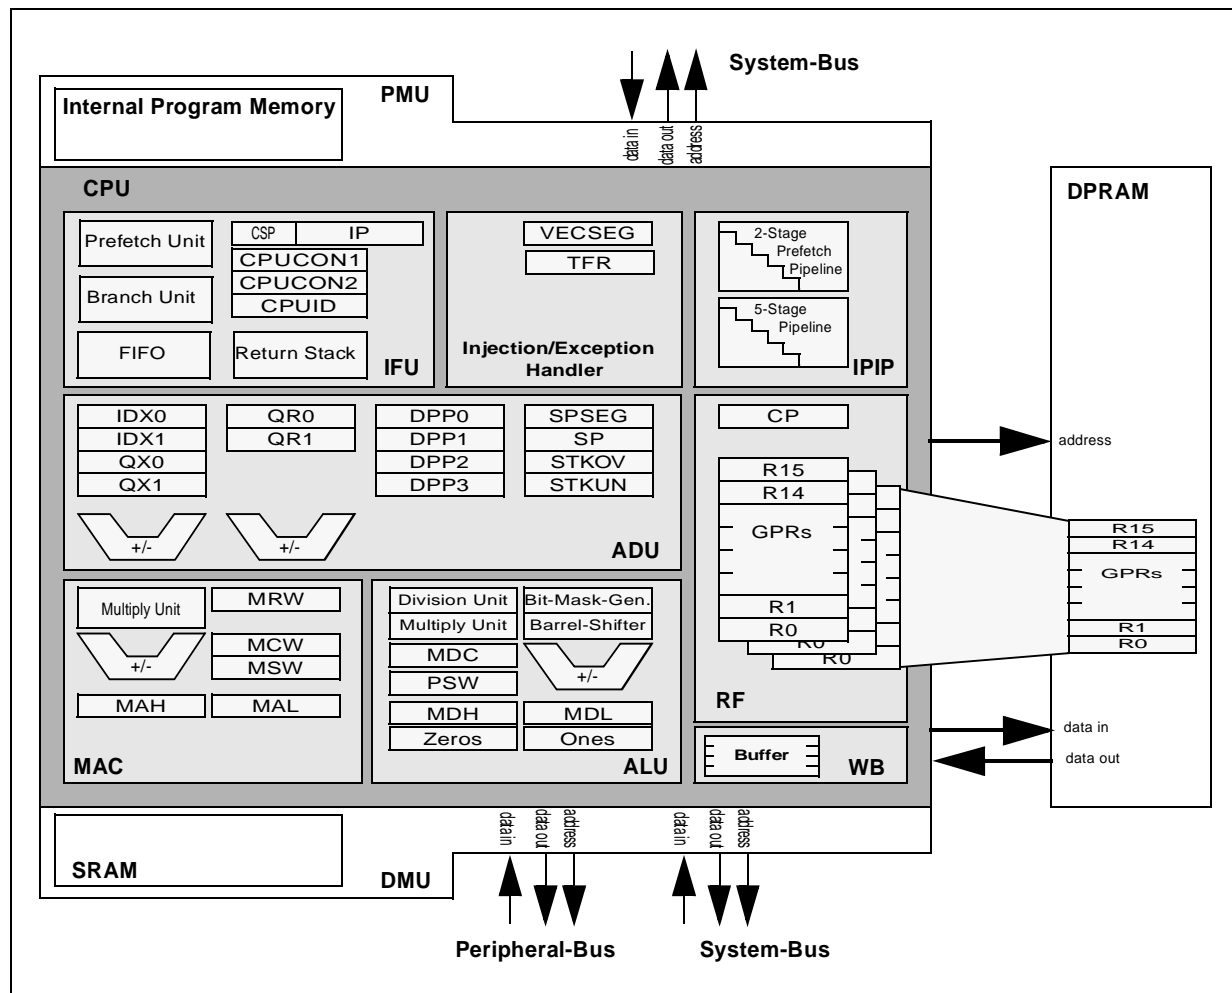 System-Bus
Internal Program Memory
PMU
data in
data out
address
CPU
DPRAM
Prefetch Unit
CSP
IP
CPUCON1
CPUCON2
CPUID
Branch Unit
FIFO
Return Stack
IFU
VECSEG
TFR
Injection/Exception
Handler
2-Stage
Prefetch
Pipeline
5-Stage
Pipeline
IPIP
IDX0
IDX1
QX0
QX1
QR0
QR1
DPP0
DPP1
DPP2
DPP3
SPSEG
SP
STKOV
STKUN
+/-
+/-
ADU
CP
R15
R14
GPRs
R1
R0
R0
R0
RF
address
R15
R14
GPRs
R1
R0
Multiply Unit
MRW
+/-
MCW
MSW
MAH
MAL
MAC
Division Unit
Bit-Mask-Gen.
Multiply Unit
Barrel-Shifter
MDC
PSW
+/-
MDH
MDL
Zeros
Ones
ALU
Buffer
WB
data in
data out
SRAM
DMU
data in
data out
address
data in
data out
address
Peripheral-Bus
System-Bus